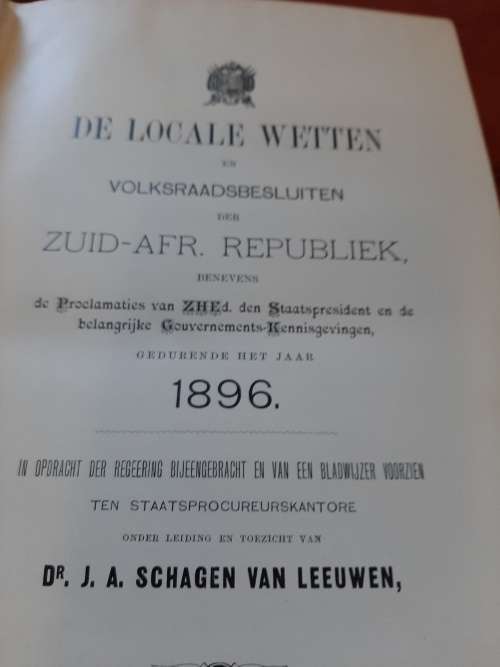 DE LOCALE WETTEN
EN
VOLKSRAADSBESLUITEN
DER
ZUID-AFR. REPUBLIEK,
BENEVENS
de Proclamaties van ZHEd. den Staatspresident en de
belangrijke Gouvernements-Kennisgevingen,
GEDURENDE HET JAAR
1896.
IN OPDRACHT DER REGEERING BIJEENGEBRACHT EN VAN EEN BLADWIJZER VOORZIEN
TEN STAATSPROCUREURSKANTORE
ONDER LEIDING EN TOEZICHT VAN
DR. J. A. SCHAGEN VAN LEEUWEN,